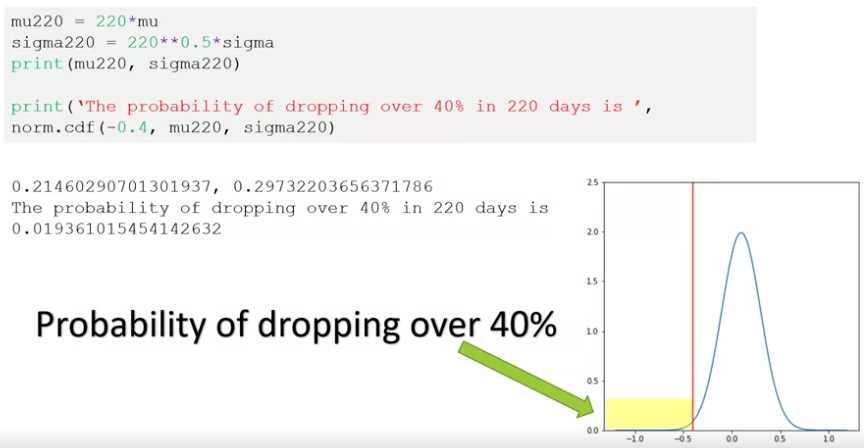 mu220 = 220*mu
sigma220 = 220**0.5*sigma
print(mu220, sigma220)
print(‘The probability of dropping over 40% in 220 days is ’,
norm.cdf(-0.4, mu220, sigma220)
0.21460290701301937, 0.29732203656371786
The probability of dropping over 40% in 220 days is
0.019361015454142632
Probability of dropping over 40%
2.5
2.0
1.5
1.0
0.5
0.0
−1.0 −0.5 0.0 0.5 1.0